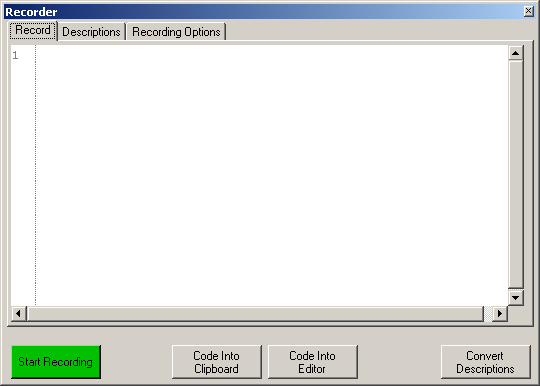 Recorder
Record Descriptions Recording Options
1
Start Recording
Code Into
Clipboard
Code Into
Editor
Convert
Descriptions